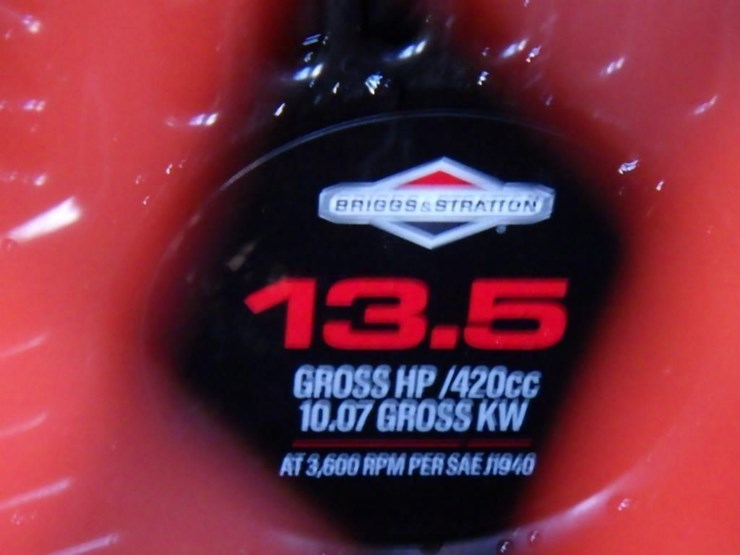 BRIGGS&STRATTON
13.5
GROSS HP /420cc
10.07 GROSS KW
AT 3,600 RPM PER SAE J1940